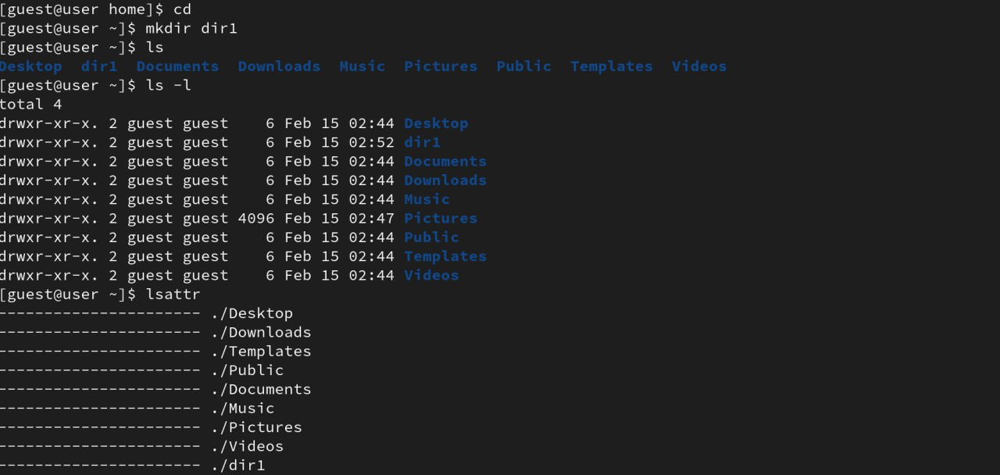 [guest@user home]$ cd
[guest@user ~]$ mkdir dir1
[guest@user ~]$ ls
Desktop  dir1  Documents  Downloads  Music  Pictures  Public  Templates  Videos
[guest@user ~]$ ls -l
total 4
drwxr-xr-x. 2 guest guest    6 Feb 15 02:44 Desktop
drwxr-xr-x. 2 guest guest    6 Feb 15 02:52 dir1
drwxr-xr-x. 2 guest guest    6 Feb 15 02:44 Documents
drwxr-xr-x. 2 guest guest    6 Feb 15 02:44 Downloads
drwxr-xr-x. 2 guest guest    6 Feb 15 02:44 Music
drwxr-xr-x. 2 guest guest 4096 Feb 15 02:47 Pictures
drwxr-xr-x. 2 guest guest    6 Feb 15 02:44 Public
drwxr-xr-x. 2 guest guest    6 Feb 15 02:44 Templates
drwxr-xr-x. 2 guest guest    6 Feb 15 02:44 Videos
[guest@user ~]$ lsattr
---------------------- ./Desktop
---------------------- ./Downloads
---------------------- ./Templates
---------------------- ./Public
---------------------- ./Documents
---------------------- ./Music
---------------------- ./Pictures
---------------------- ./Videos
---------------------- ./dir1